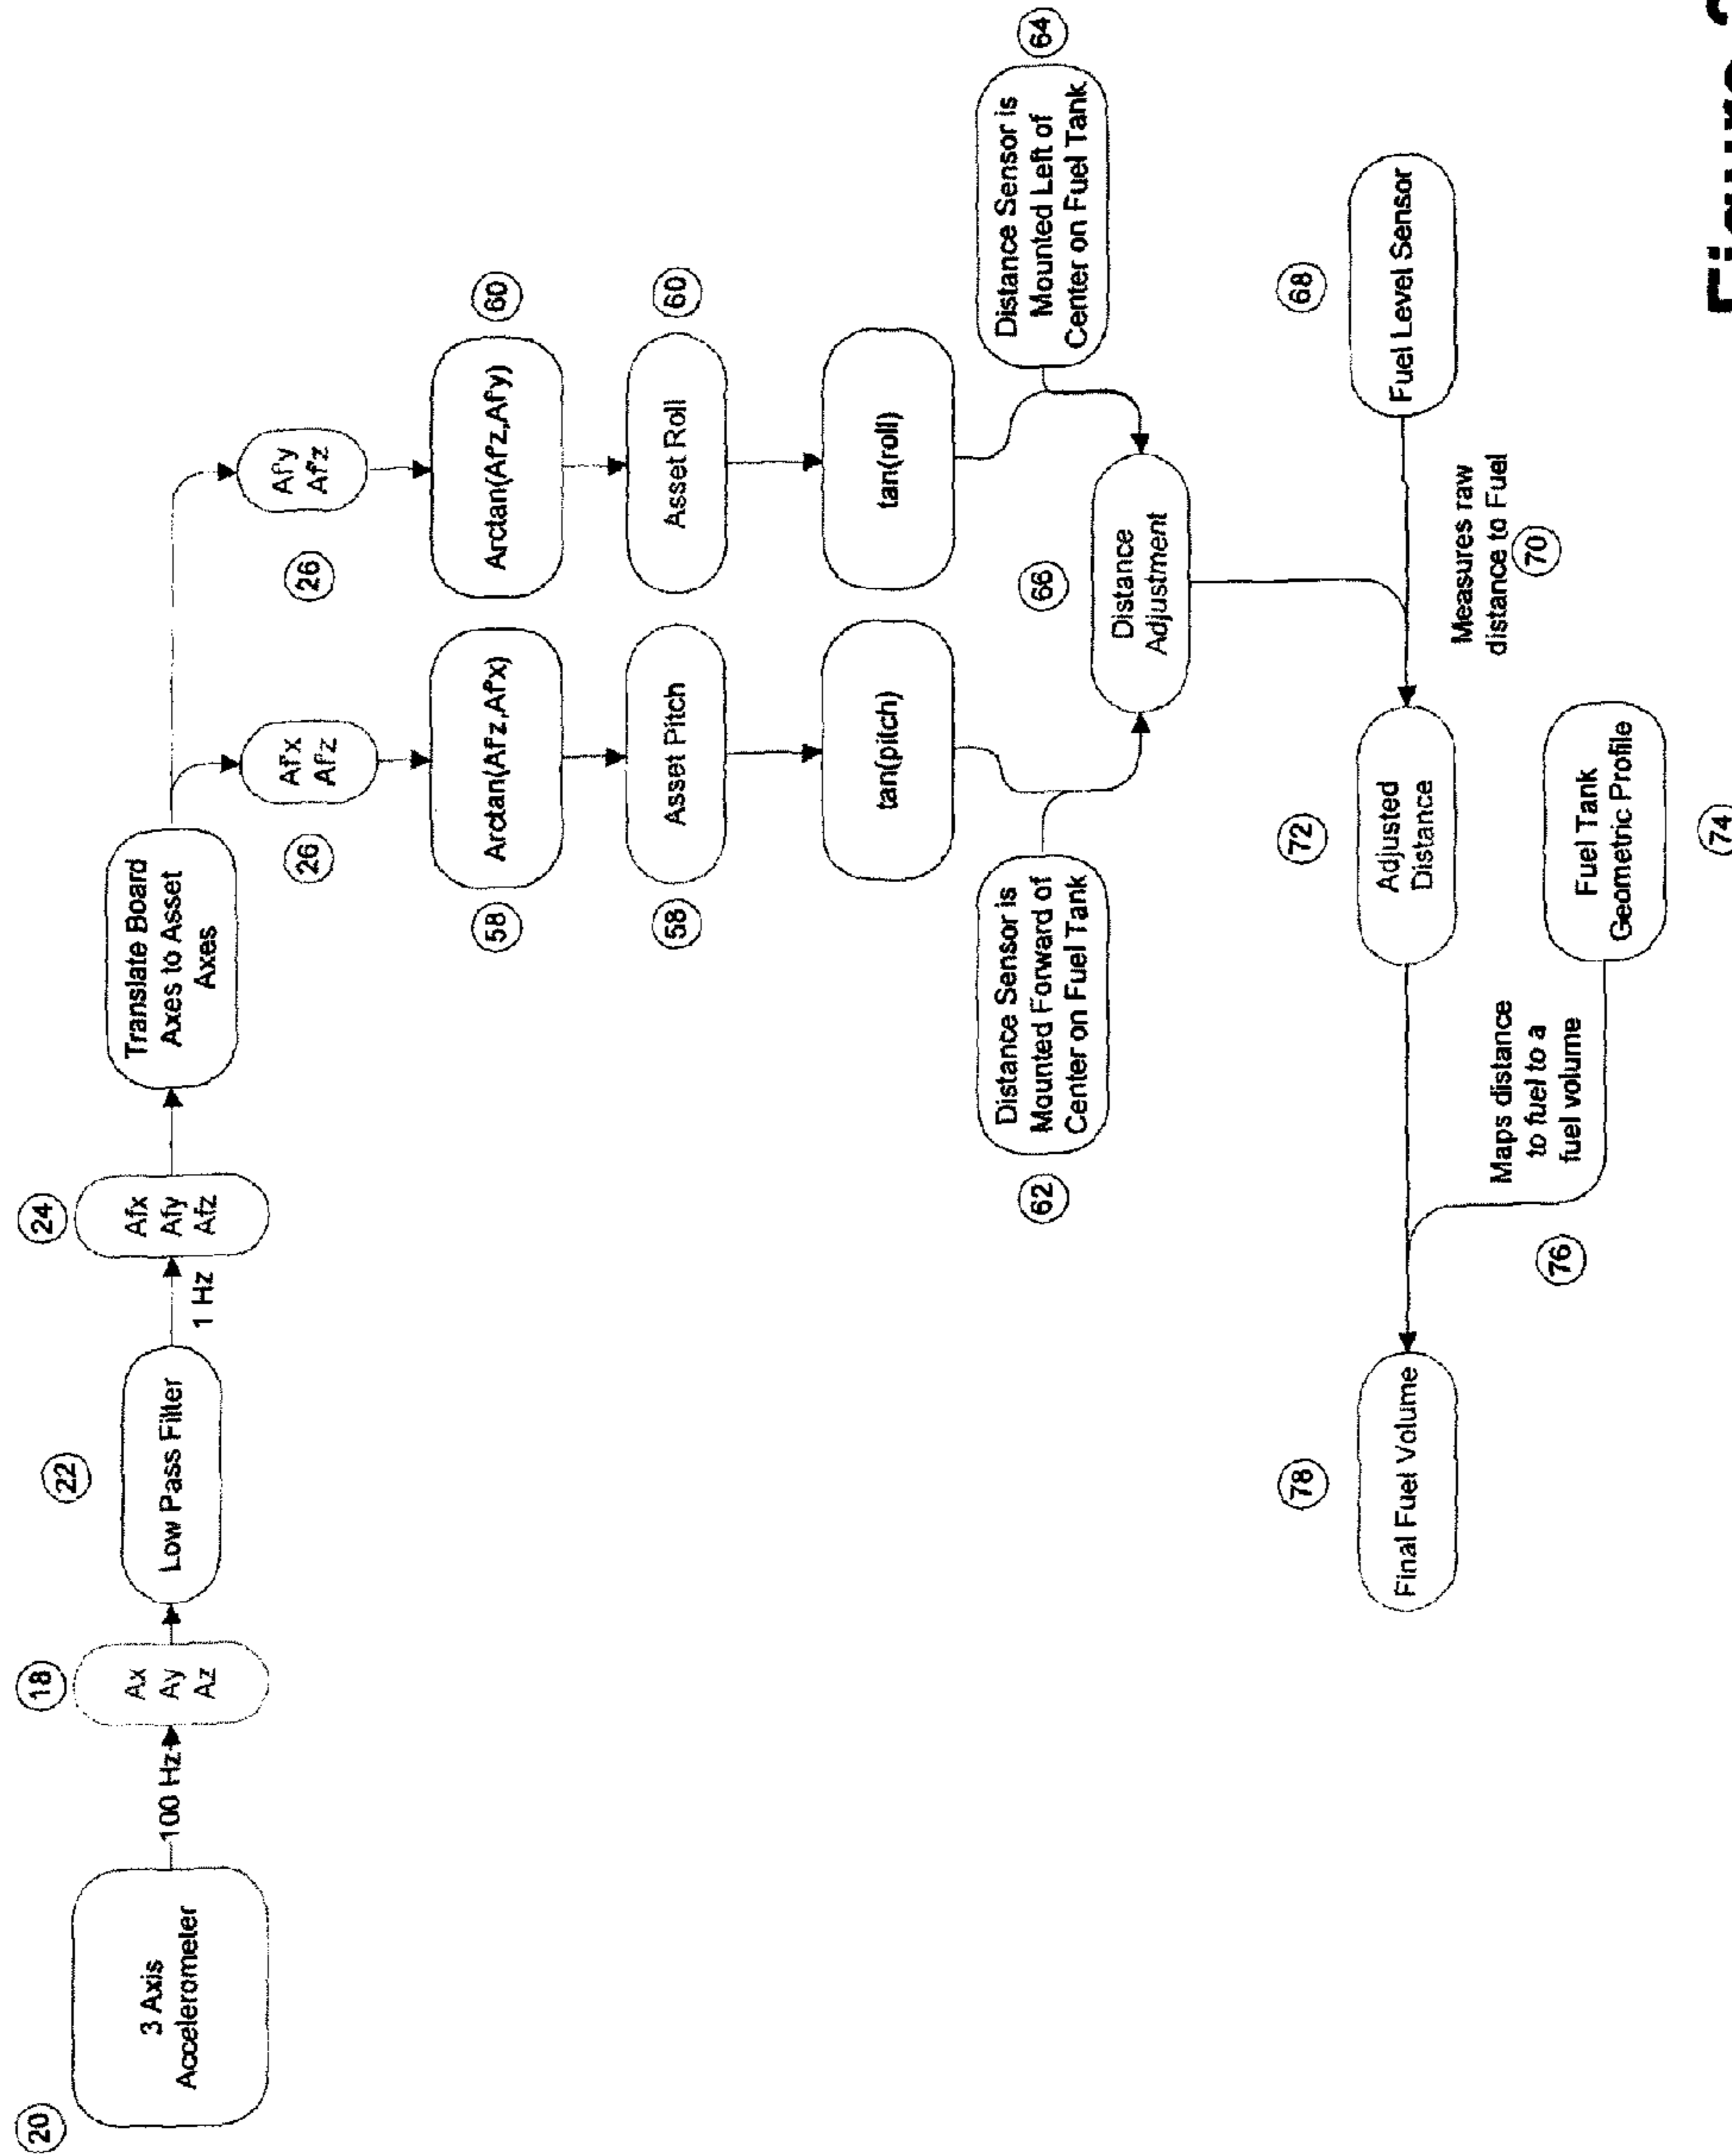 20
3 Axis
Accelerometer
100 Hz
18
Ax
Ay
Az
22
Low Pass Filter
1 Hz
24
Afx
Afy
Afz
Translate Board
Axes to Asset
Axes
26
Afx
Afz
26
Afy
Afz
58
Arctan(Afz,Afx)
Arctan(Afz,Afy)
60
58
Asset Pitch
Asset Roll
60
tan(pitch)
tan(roll)
62
Distance Sensor is
Mounted Forward of
Center on Fuel Tank
Distance Sensor is
Mounted Left of
Center on Fuel Tank
64
66
Distance
Adjustment
68
Fuel Level Sensor
Measures raw
distance to Fuel
70
72
Adjusted
Distance
78
Final Fuel Volume
Maps distance
to fuel to a
fuel volume
76
Fuel Tank
Geometric Profile
74